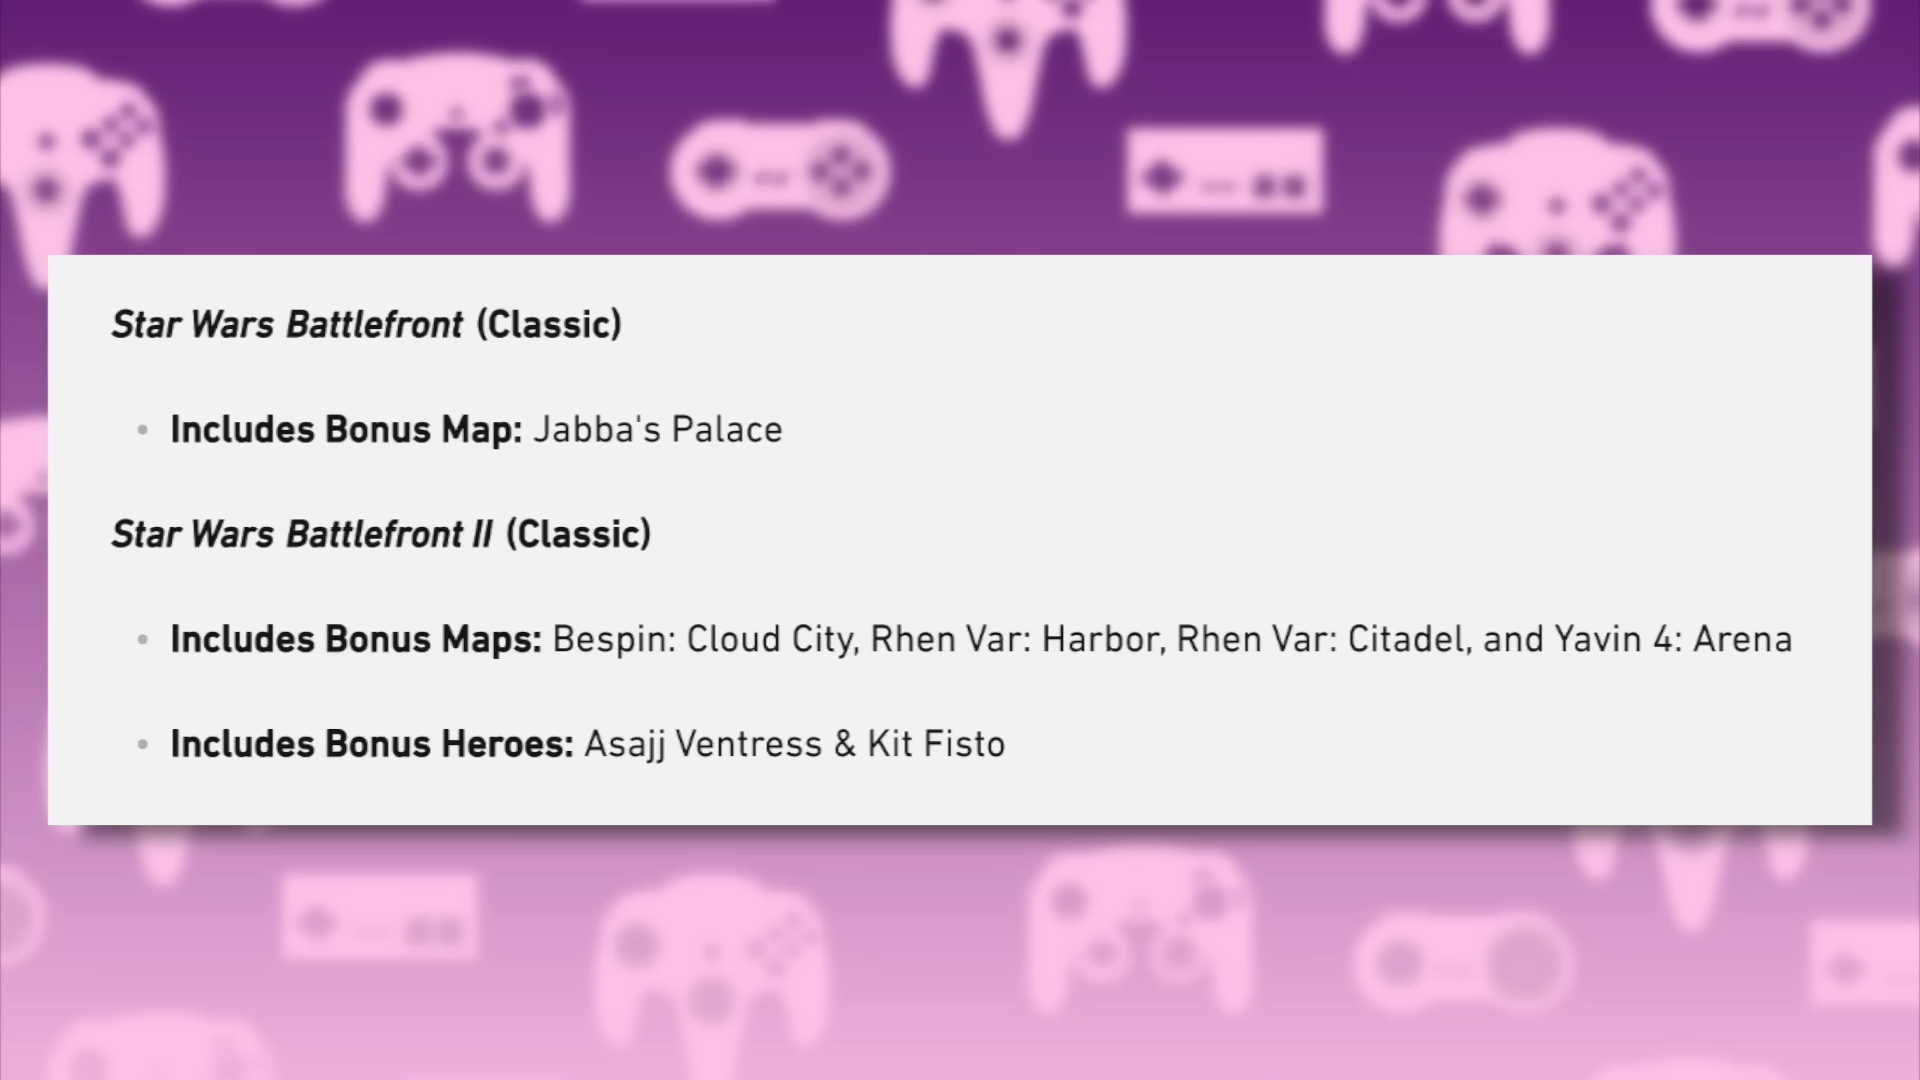 Star Wars Battlefront (Classic)
• Includes Bonus Map: Jabba's Palace
Star Wars Battlefront II (Classic)
• Includes Bonus Maps: Bespin: Cloud City, Rhen Var: Harbor, Rhen Var: Citadel, and Yavin 4: Arena
• Includes Bonus Heroes: Asajj Ventress & Kit Fisto